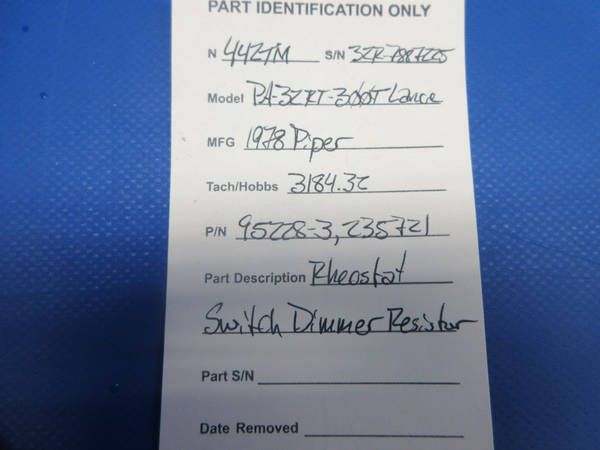 PART IDENTIFICATION ONLY
N 442TM S/N 32R-7887225
Model PA-32RT-300T Lance
MFG 1978 Piper
Tach/Hobbs 3184.32
P/N 95228-3, 235721
Part Description Rheostat
Switch Dimmer Resistor
Part S/N
Date Removed